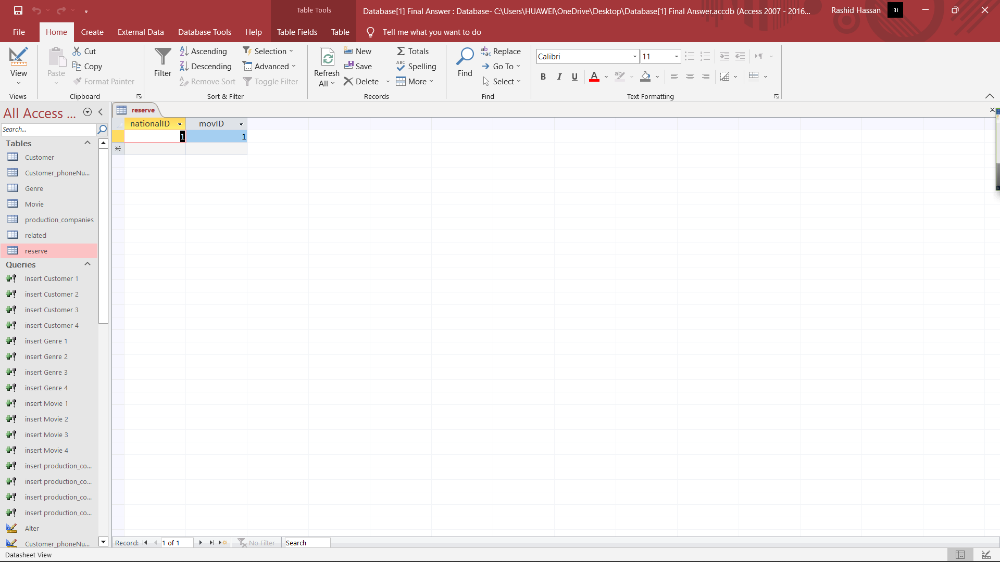 Table Tools
Database[1] Final Answer : Database- C:\Users\HUAWEI\OneDrive\Desktop\Database[1] Final Answer.accdb (Access 2007 - 2016...
Rashid Hassan
File Home Create External Data Database Tools Help Table Fields Table Tell me what you want to do
View
Views
Paste
Cut
Copy
Format Painter
Clipboard
Filter
Ascending
Descending
Remove Sort
Selection
Advanced
Toggle Filter
Sort & Filter
Refresh
All
New
Save
Delete
Totals
Spelling
More
Records
Find
Replace
Go To
Select
Find
Calibri
11
B I U
Text Formatting
All Access ...
Search...
Tables
Customer
Customer_phoneNu...
Genre
Movie
production_companies
related
reserve
Queries
Insert Customer 1
insert Customer 2
insert Customer 3
insert Customer 4
insert Genre 1
insert Genre 2
insert Genre 3
insert Genre 4
insert Movie 1
insert Movie 2
insert Movie 3
insert Movie 4
insert production_co...
insert production_co...
insert production_co...
insert production_co...
Alter
Customer_phoneNu...
reserve
nationalID movID
1 1
Record: 1 of 1 No Filter Search
Datasheet View